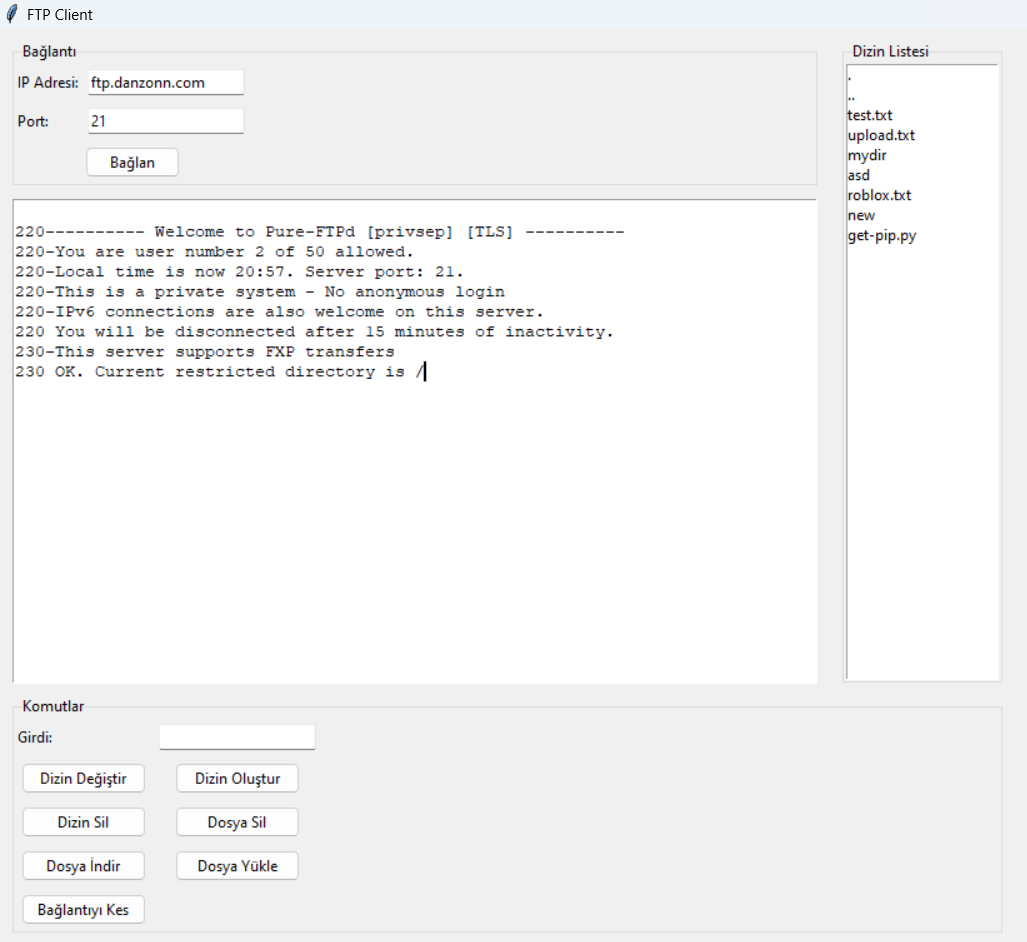 FTP Client
Bağlantı
IP Adresi: ftp.danzonn.com
Port: 21
Bağlan
220---------- Welcome to Pure-FTPd [privsep] [TLS] ----------
220-You are user number 2 of 50 allowed.
220-Local time is now 20:57. Server port: 21.
220-This is a private system - No anonymous login
220-IPv6 connections are also welcome on this server.
220 You will be disconnected after 15 minutes of inactivity.
230-This server supports FXP transfers
230 OK. Current restricted directory is /
Dizin Listesi
.
..
test.txt
upload.txt
mydir
asd
roblox.txt
new
get-pip.py
Komutlar
Girdi:
Dizin Değiştir Dizin Oluştur
Dizin Sil Dosya Sil
Dosya İndir Dosya Yükle
Bağlantıyı Kes